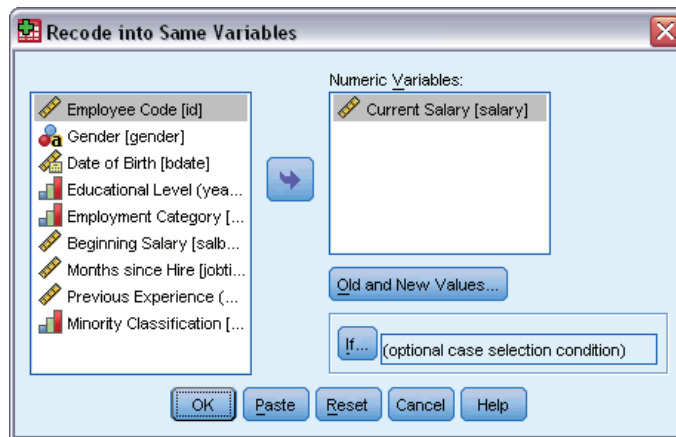 Recode into Same Variables
Numeric Variables:
Employee Code [id]
Gender [gender]
Date of Birth [bdate]
Educational Level (yea...
Employment Category [...
Beginning Salary [salb...
Months since Hire [jobti...
Previous Experience (...
Minority Classification [...
Current Salary [salary]
Old and New Values...
If... (optional case selection condition)
OK Paste Reset Cancel Help